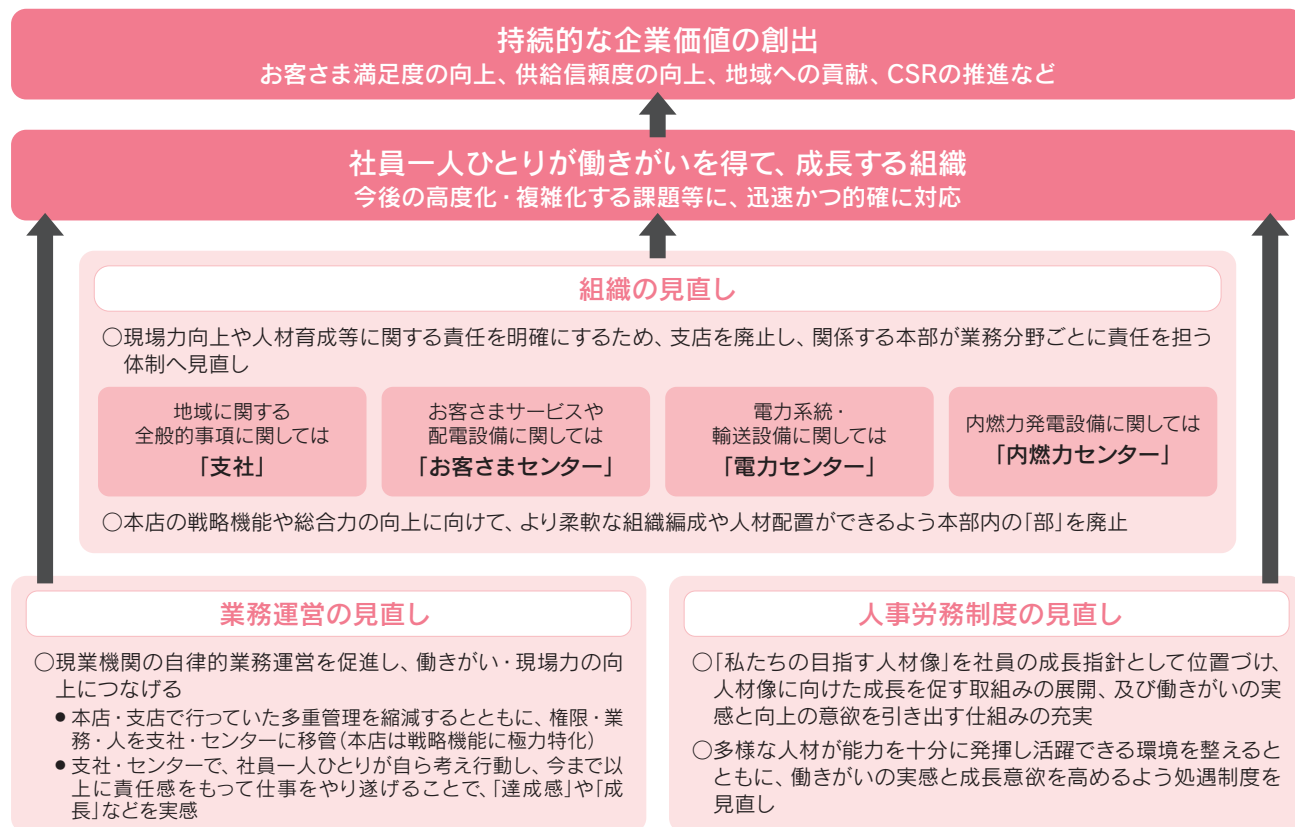 持続的な企業価値の創出
お客さま満足度の向上、供給信頼度の向上、地域への貢献、CSRの推進など
社員一人ひとりが働きがいを得て、成長する組織
今後の高度化・複雑化する課題等に、迅速かつ的確に対応
組織の見直し
○現場力向上や人材育成等に関する責任を明確にするため、支店を廃止し、関係する本部が業務分野ごとに責任を担う
体制へ見直し
地域に関する
全般的事項に関しては
「支社」
お客さまサービスや
配電設備に関しては
「お客さまセンター」
電力系統・
輸送設備に関しては
「電力センター」
内燃力発電設備に関しては
「内燃力センター」
○本店の戦略機能や総合力の向上に向けて、より柔軟な組織編成や人材配置ができるよう本部内の「部」を廃止
業務運営の見直し
○現業機関の自律的業務運営を促進し、働きがい・現場力の向
上につなげる
●本店・支店で行っていた多重管理を縮減するとともに、権限・業
務・人を支社・センターに移管(本店は戦略機能に極力特化)
●支社・センターで、社員一人ひとりが自ら考え行動し、今まで以
上に責任感をもって仕事をやり遂げることで、「達成感」や「成
長」などを実感
人事労務制度の見直し
○「私たちの目指す人材像」を社員の成長指針として位置づけ、
人材像に向けた成長を促す取組みの展開、及び働きがいの実
感と向上の意欲を引き出す仕組みの充実
○多様な人材が能力を十分に発揮し活躍できる環境を整えると
ともに、働きがいの実感と成長意欲を高めるよう処遇制度を
見直し